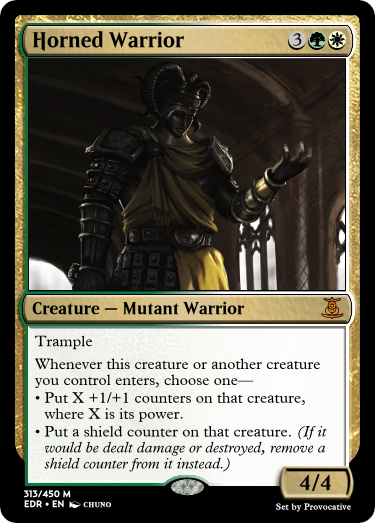 Horned Warrior 3
Creature — Mutant Warrior
Trample
Whenever this creature or another creature
you control enters, choose one—
• Put X +1/+1 counters on that creature,
where X is its power.
• Put a shield counter on that creature. (If it
would be dealt damage or destroyed, remove a
shield counter from it instead.)
4/4
313/450 M
EDR • EN CHUNO
Set by Provocative